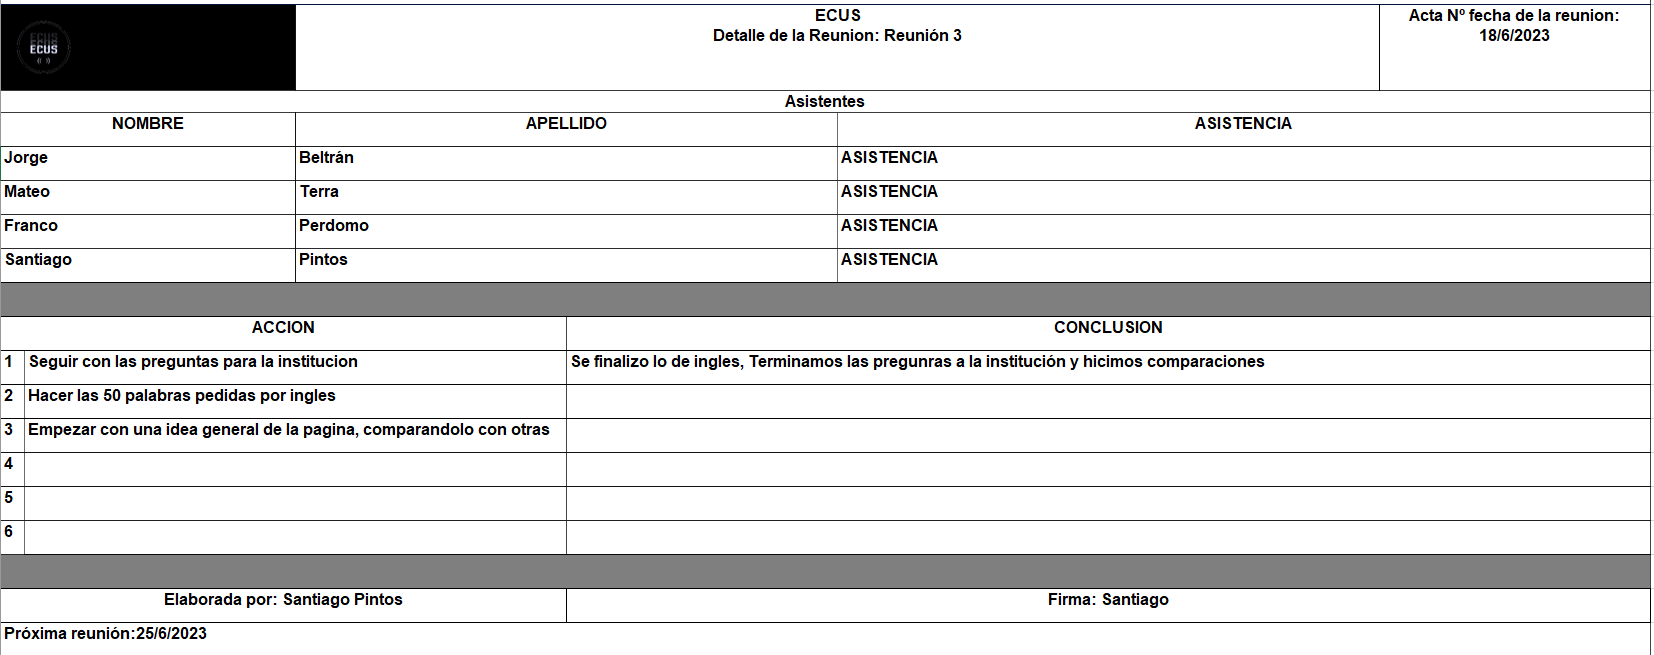 ECUS
ECUS
ECUS
Detalle de la Reunion: Reunión 3
Acta Nº fecha de la reunion:
18/6/2023
Asistentes
NOMBRE APELLIDO ASISTENCIA
Jorge Beltrán ASISTENCIA
Mateo Terra ASISTENCIA
Franco Perdomo ASISTENCIA
Santiago Pintos ASISTENCIA
ACCION CONCLUSION
1 Seguir con las preguntas para la institucion Se finalizo lo de ingles, Terminamos las pregunras a la institución y hicimos comparaciones
2 Hacer las 50 palabras pedidas por ingles
3 Empezar con una idea general de la pagina, comparandolo con otras
4
5
6
Elaborada por: Santiago Pintos Firma: Santiago
Próxima reunión:25/6/2023